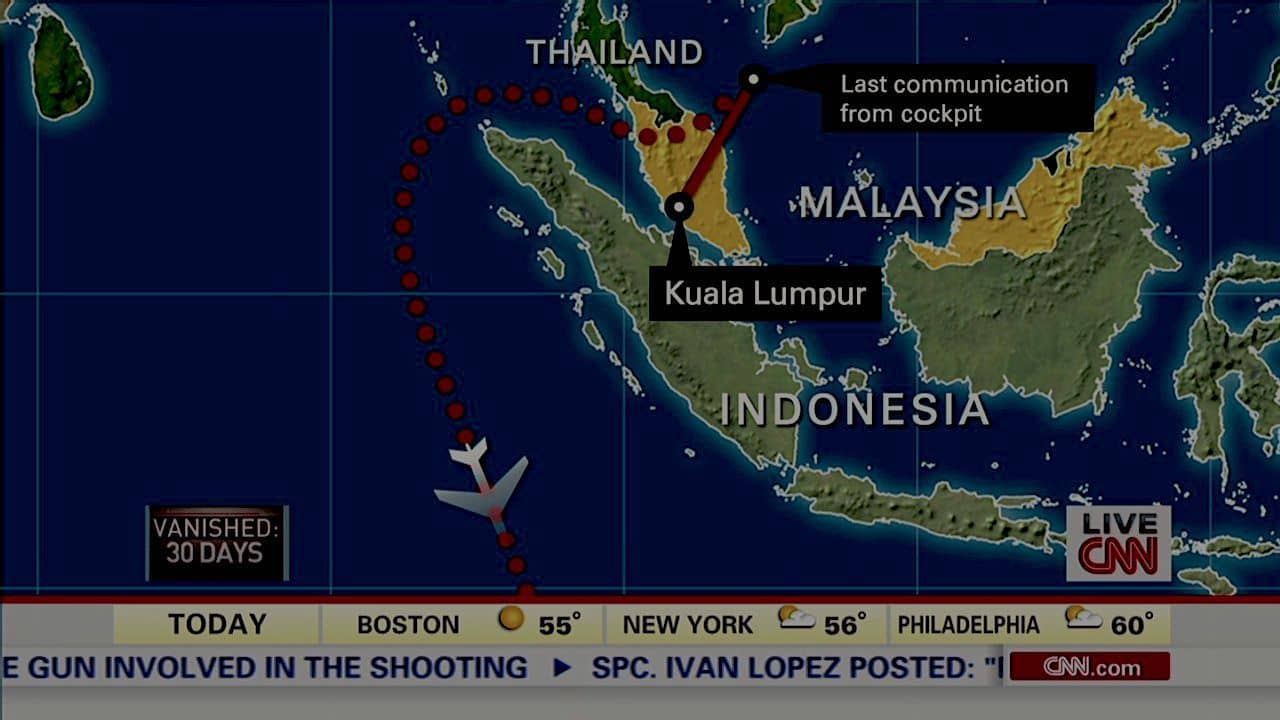 THAILAND
Last communication
from cockpit
MALAYSIA
Kuala Lumpur
INDONESIA
VANISHED:
30 DAYS
LIVE
CNN
TODAY BOSTON 55° NEW YORK 56° PHILADELPHIA 60°
E GUN INVOLVED IN THE SHOOTING ▶ SPC. IVAN LOPEZ POSTED: "
CNN.com